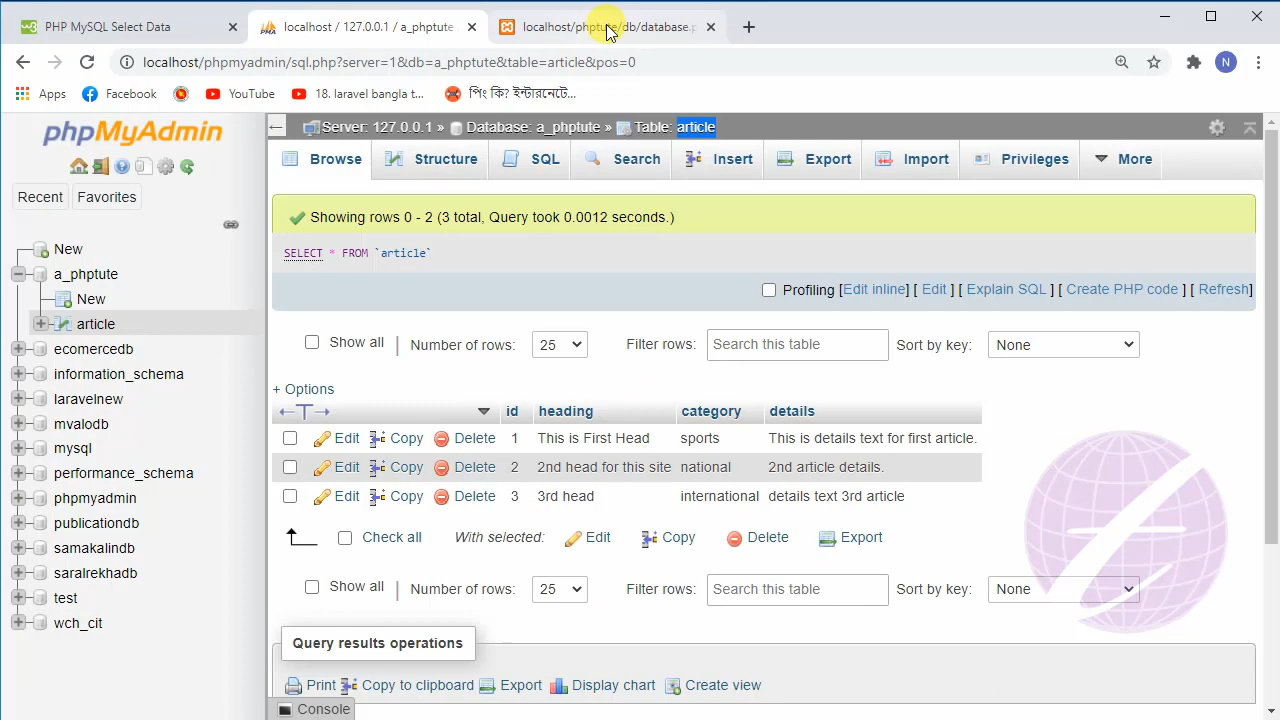 PHP MySQL Select Data
localhost / 127.0.0.1 / a_phptute
localhost/phptute/db/database.p
localhost/phpmyadmin/sql.php?server=1&db=a_phptute&table=article&pos=0
N
Apps
Facebook
YouTube
18. laravel bangla t...
পিং কি? ইন্টারনেটে...
phpMyAdmin
Recent
Favorites
New
a_phptute
New
article
ecomercedb
information_schema
laravelnew
mvalodb
mysql
performance_schema
phpmyadmin
publicationdb
samakalindb
saralrekhadb
test
wch_cit
Server: 127.0.0.1 » Database: a_phptute » Table: article
Browse
Structure
SQL
Search
Insert
Export
Import
Privileges
More
Showing rows 0 - 2 (3 total, Query took 0.0012 seconds.)
SELECT * FROM `article`
Profiling [Edit inline] [ Edit ] [ Explain SQL ] [ Create PHP code ] [ Refresh]
Show all | Number of rows: 25 Filter rows: Search this table Sort by key: None
+ Options
id heading category details
Edit Copy Delete 1 This is First Head sports This is details text for first article.
Edit Copy Delete 2 2nd head for this site national 2nd article details.
Edit Copy Delete 3 3rd head international details text 3rd article
Check all With selected: Edit Copy Delete Export
Show all | Number of rows: 25 Filter rows: Search this table Sort by key: None
Query results operations
Print Copy to clipboard Export Display chart Create view
Console